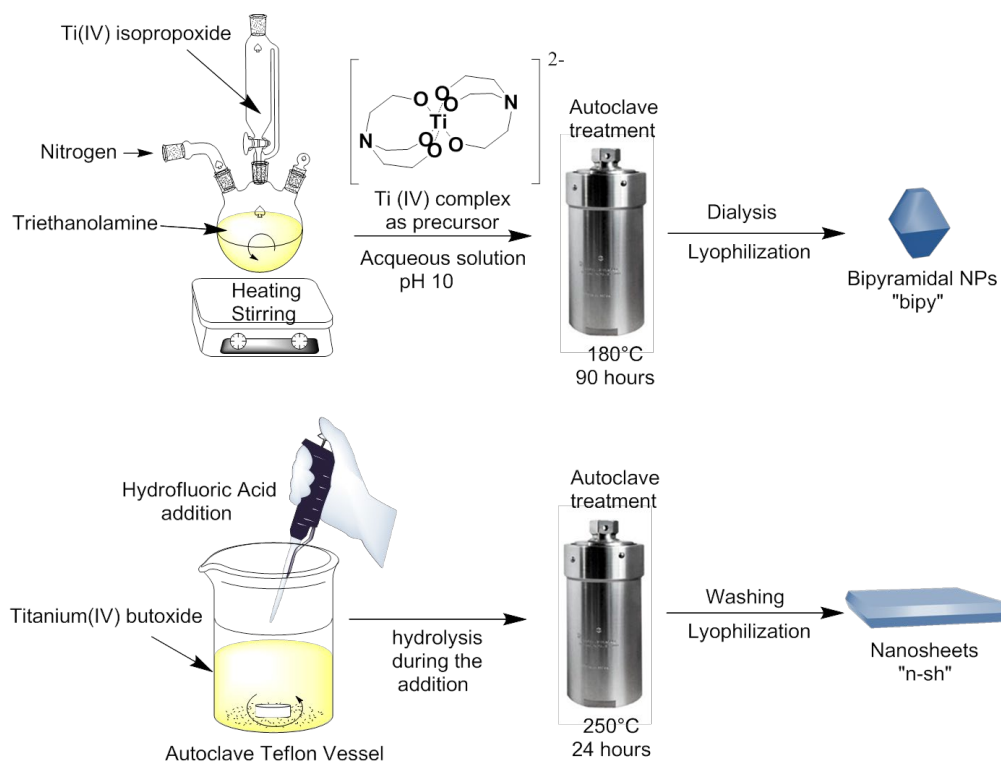 Ti(IV) isopropoxide
Nitrogen
Triethanolamine
Heating
Stirring
2-
O
O
O
Ti
N
N
O
O
O
Ti (IV) complex
as precursor
Acqueous solution
pH 10
Autoclave
treatment
180°C
90 hours
Dialysis
Lyophilization
Bipyramidal NPs
"bipy"
Hydrofluoric Acid
addition
Titanium(IV) butoxide
Autoclave Teflon Vessel
hydrolysis
during the
addition
Autoclave
treatment
250°C
24 hours
Washing
Lyophilization
Nanosheets
"n-sh"